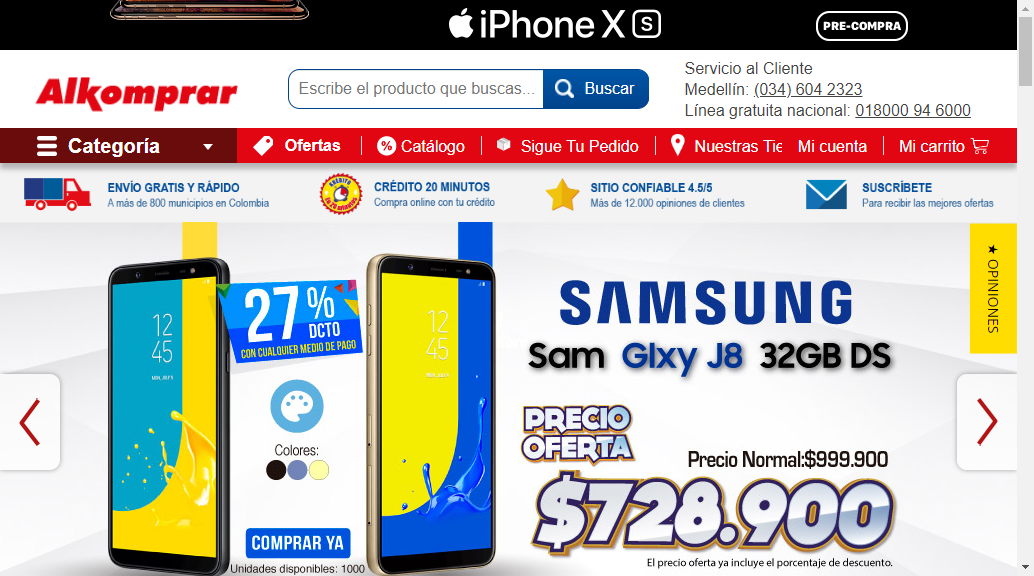 iPhone X S
PRE-COMPRA
Alkomprar
Escribe el producto que buscas...
Buscar
Servicio al Cliente
Medellín: (034) 604 2323
Línea gratuita nacional: 018000 94 6000
Categoría
Ofertas
% Catálogo
Sigue Tu Pedido
Nuestras Tie
Mi cuenta
Mi carrito
ENVÍO GRATIS Y RÁPIDO
A más de 800 municipios en Colombia
CRÉDITO 20 MINUTOS
Compra online con tu crédito
SITIO CONFIABLE 4.5/5
Más de 12.000 opiniones de clientes
SUSCRÍBETE
Para recibir las mejores ofertas
★ OPINIONES
12
45
27%
DCTO
CON CUALQUIER MEDIO DE PAGO
12
45
Colores:
COMPRAR YA
Unidades disponibles: 1000
SAMSUNG
Sam Glxy J8 32GB DS
PRECIO
OFERTA
Precio Normal:$999.900
$728.900
El precio oferta ya incluye el porcentaje de descuento.